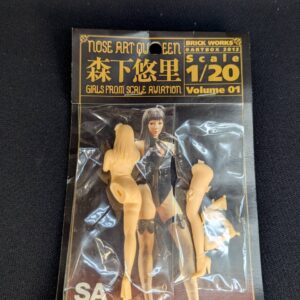 NOSE ART QUEEN
森下悠里
GIRLS FROM SCALE AVIATION
BRICK WORKS
DARTBOX 2012
Scale
1/20
Volume 01
SA